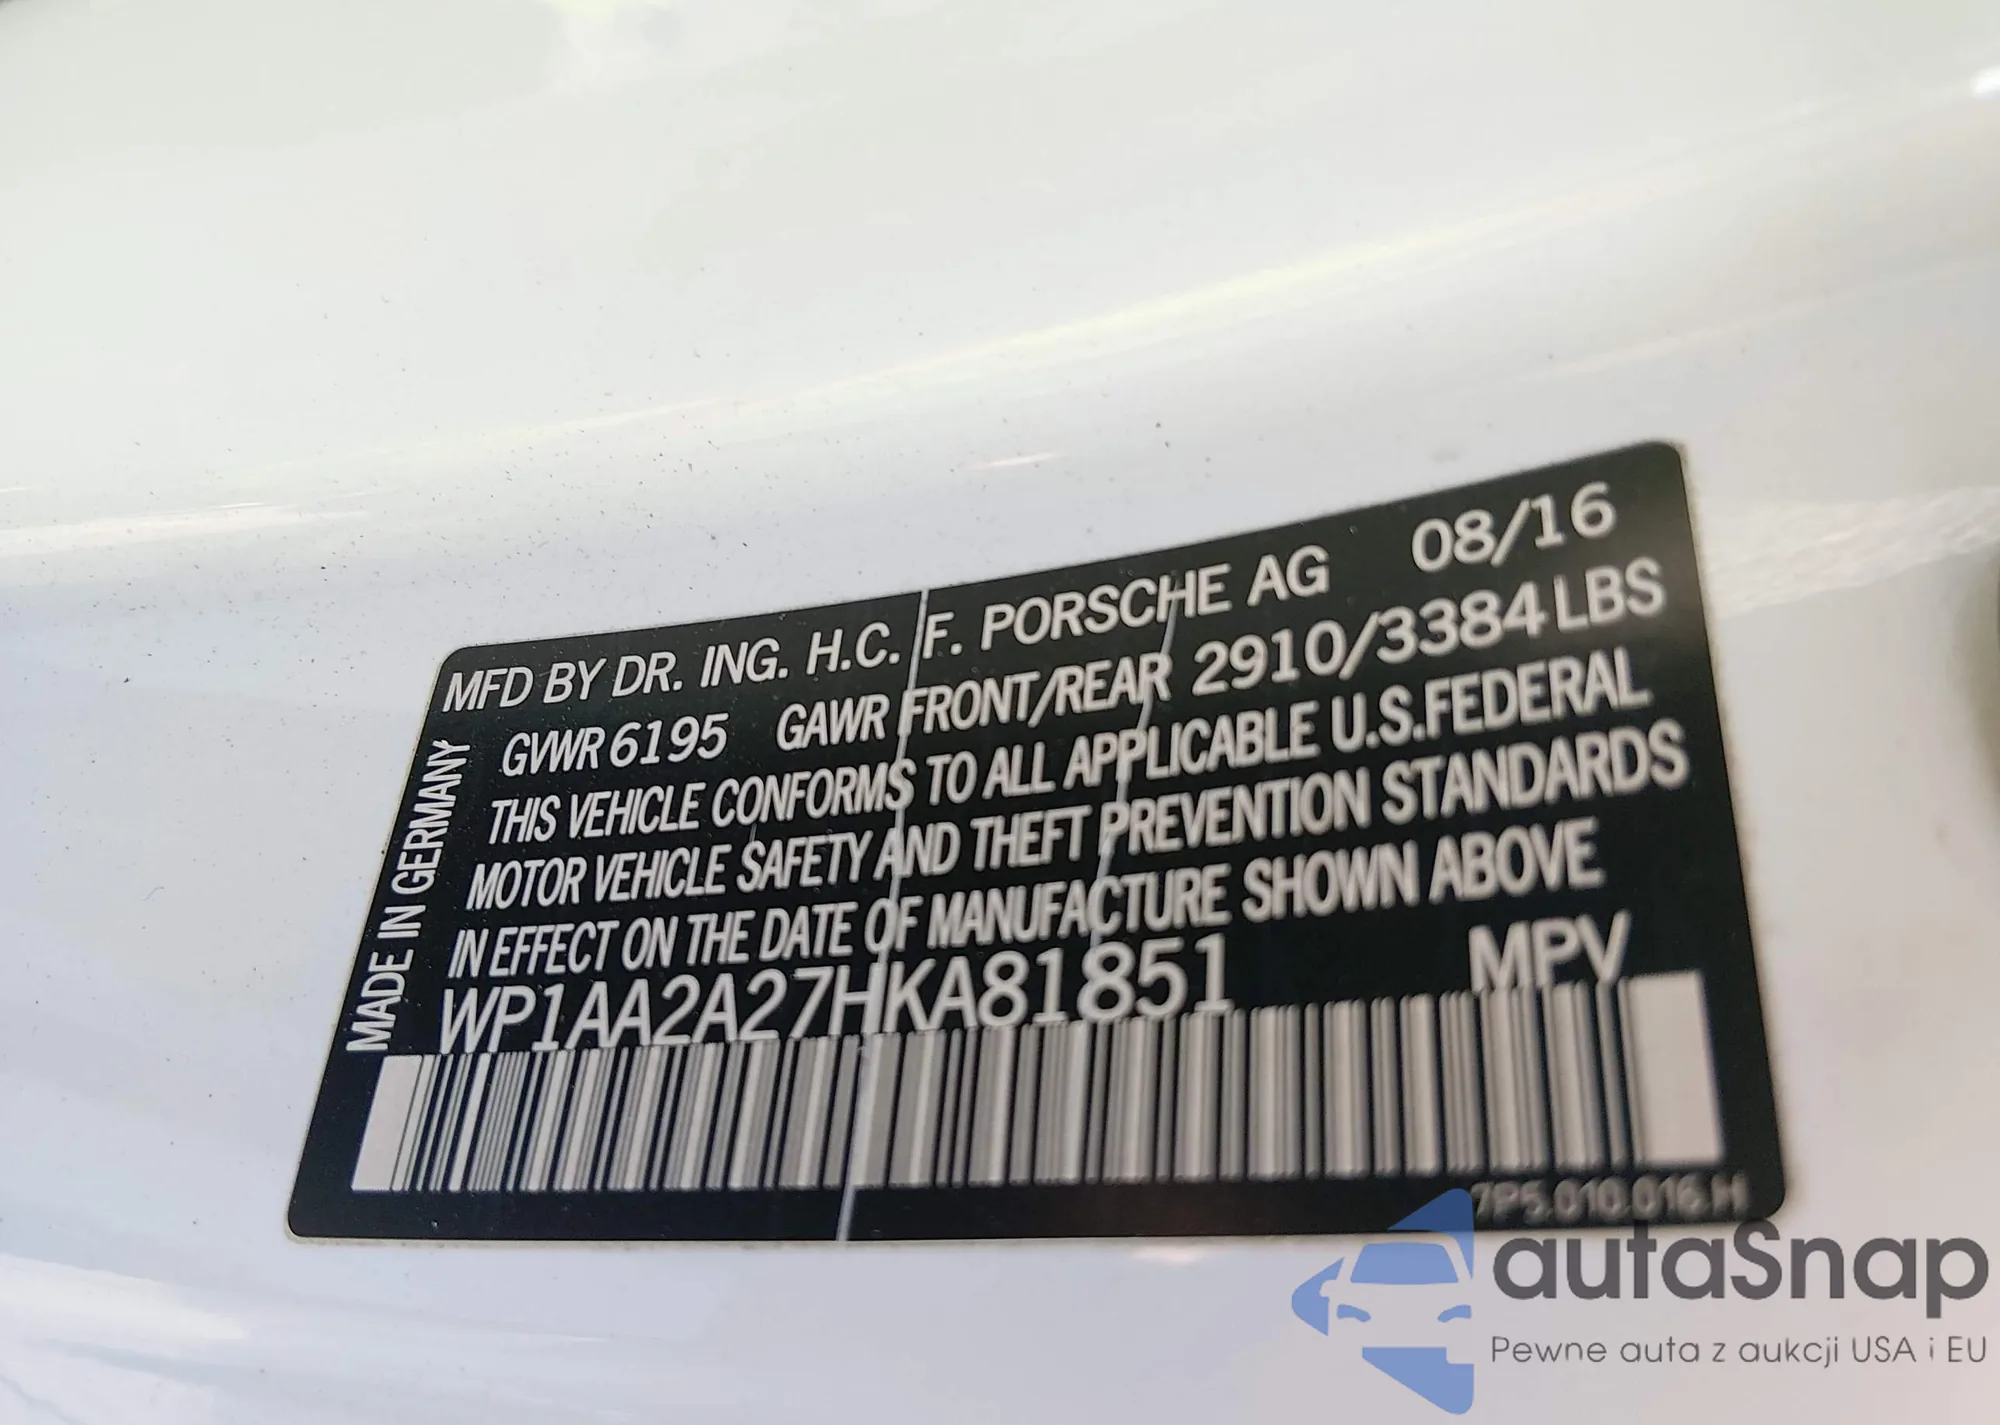 MFD BY DR. ING. H.C. F. PORSCHE AG 08/16
GVWR 6195 GAWR FRONT/REAR 2910/3384 LBS
THIS VEHICLE CONFORMS TO ALL APPLICABLE U.S.FEDERAL
MOTOR VEHICLE SAFETY AND THEFT PREVENTION STANDARDS
IN EFFECT ON THE DATE OF MANUFACTURE SHOWN ABOVE
WP1AA2A27HKA81851 MPV
MADE IN GERMANY
7P5.010.016.H
autaSnap
Pewne auta z aukcji USA i EU